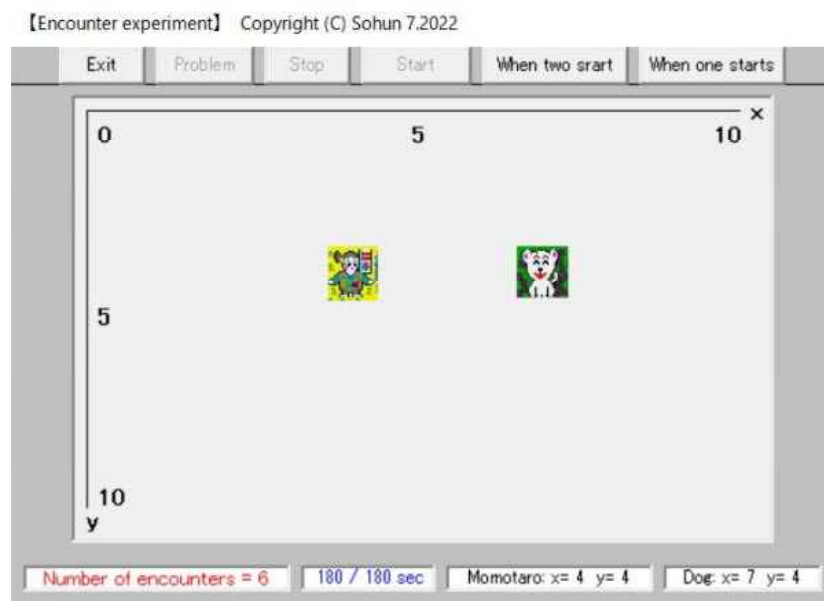 【Encounter experiment】 Copyright (C) Sohun 7.2022
Exit Problem Stop Start When two srart When one starts
x
0 5 10
5
10
y
Number of encounters = 6 180 / 180 sec Momotaro: x= 4 y= 4 Dog: x= 7 y= 4